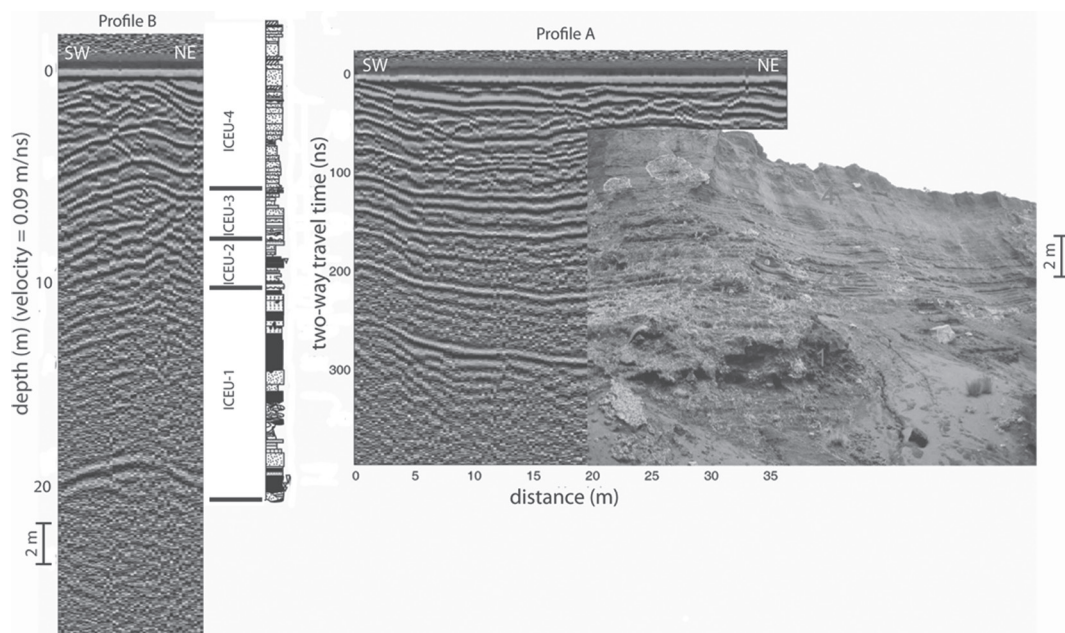 Profile B
SW NE
0
10
20
depth (m) (velocity = 0.09 m/ns)
2 m
ICEU-4
ICEU-3
ICEU-2
ICEU-1
Profile A
SW NE
0
100
200
300
two-way travel time (ns)
0 5 10 15 20 25 30 35
distance (m)
2 m